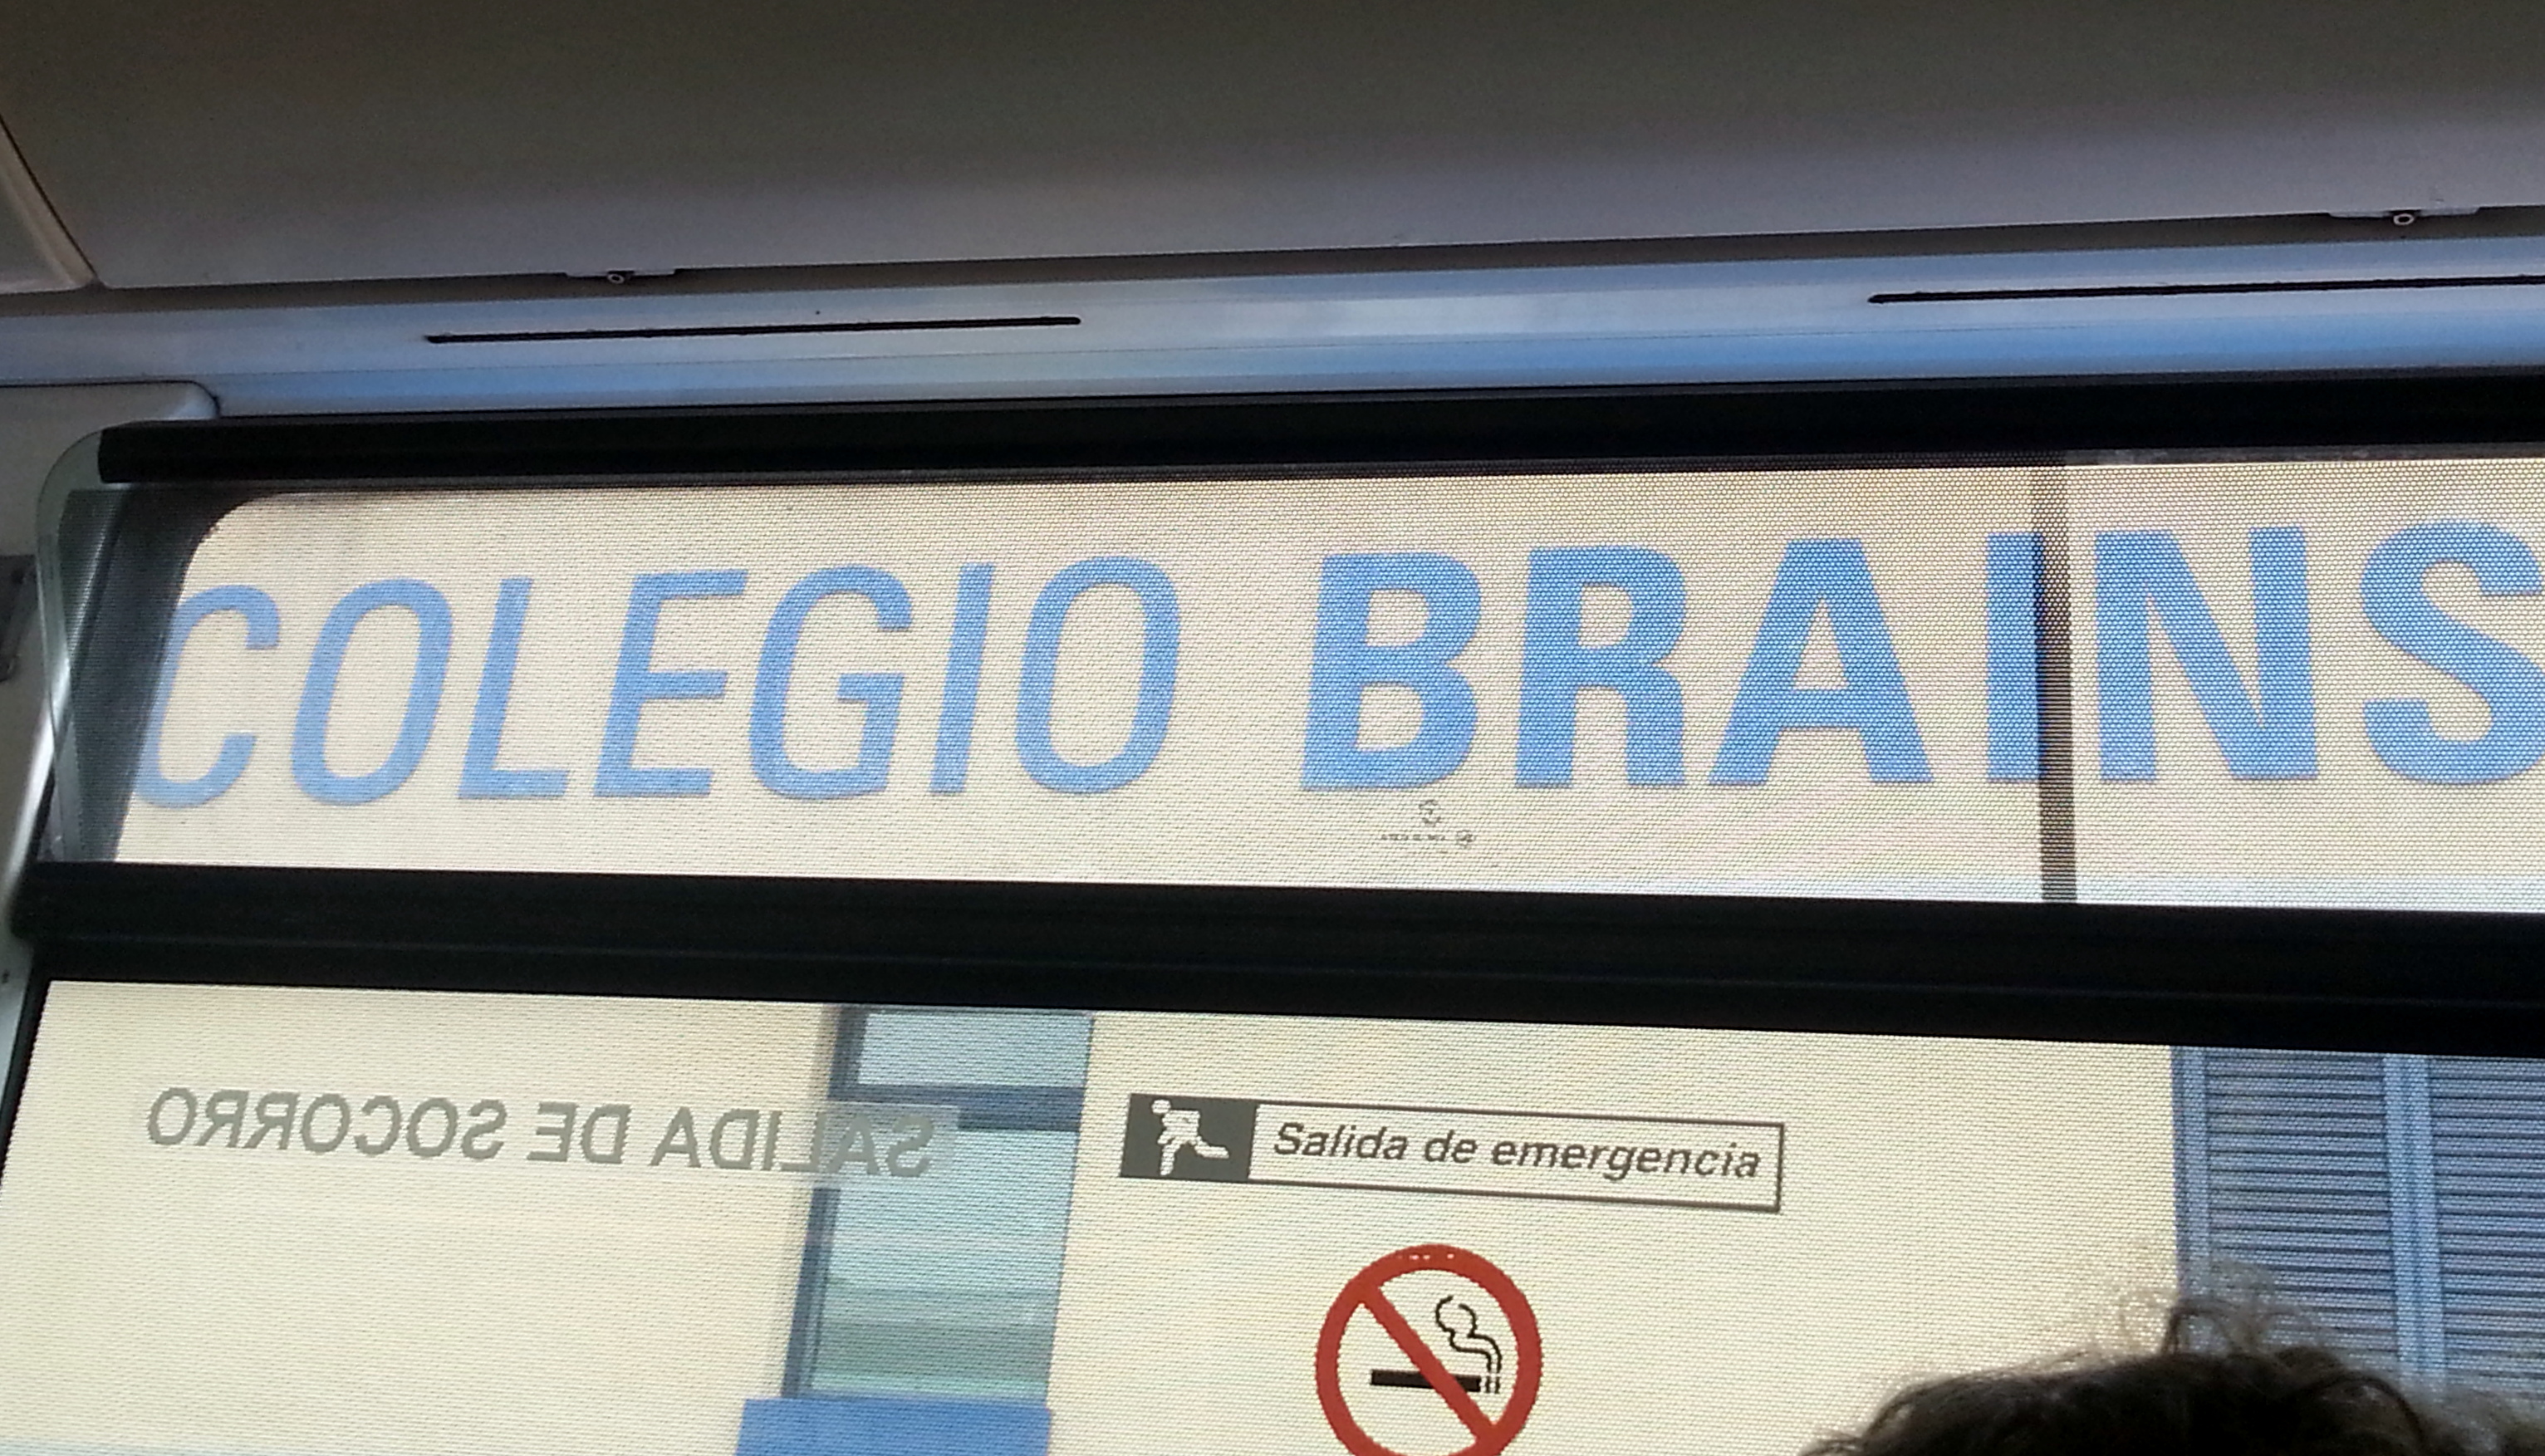 COLEGIO BRAINS
SALIDA DE SOCORRO
Salida de emergencia